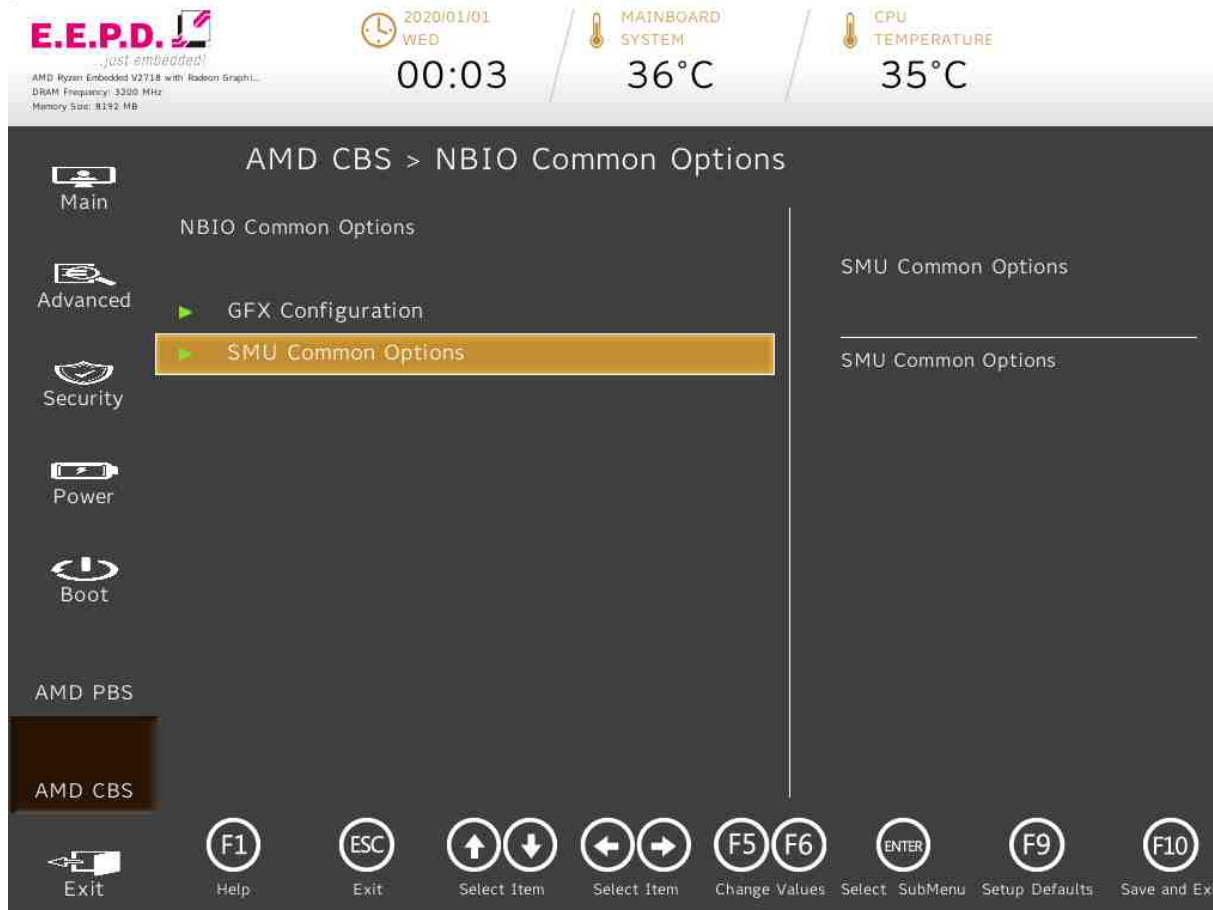 E.E.P.D.
...just embedded!
AMD Ryzen Embedded V2718 with Radeon Graphi...
DRAM Frequency: 3200 MHz
Memory Size: 8192 MB
2020/01/01
WED
00:03
MAINBOARD
SYSTEM
36°C
CPU
TEMPERATURE
35°C
AMD CBS > NBIO Common Options
Main
Advanced
Security
Power
Boot
AMD PBS
AMD CBS
Exit
NBIO Common Options
GFX Configuration
SMU Common Options
SMU Common Options
SMU Common Options
F1
Help
ESC
Exit
Select Item
Select Item
F5 F6
Change Values
ENTER
Select SubMenu
F9
Setup Defaults
F10
Save and Ex